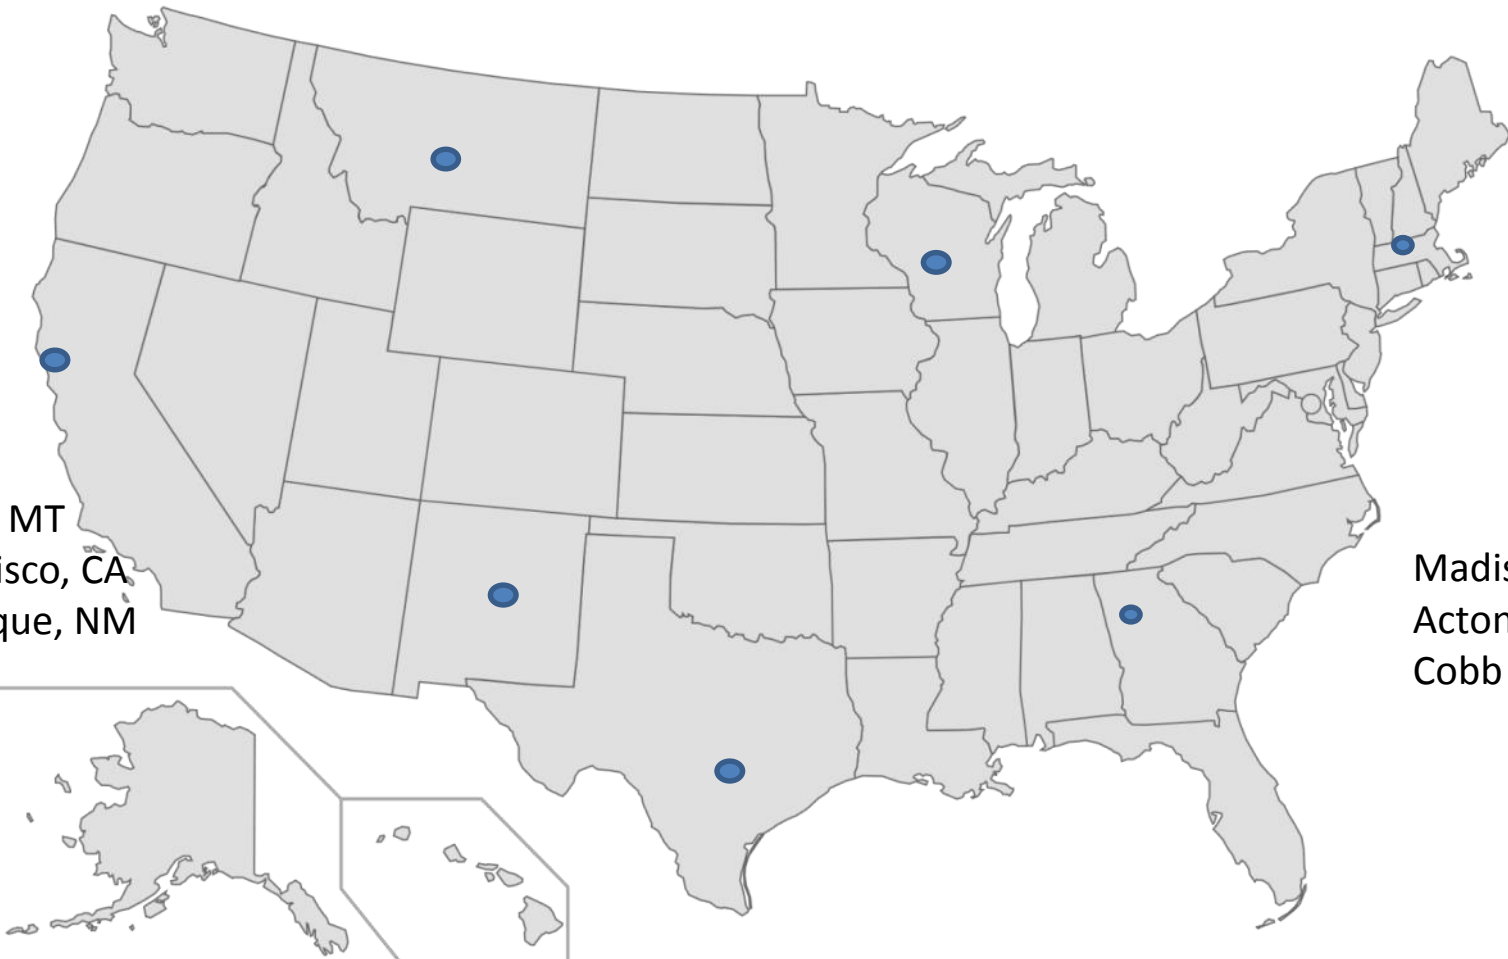 MT
isco, CA
que, NM
Madis
Acton
Cobb